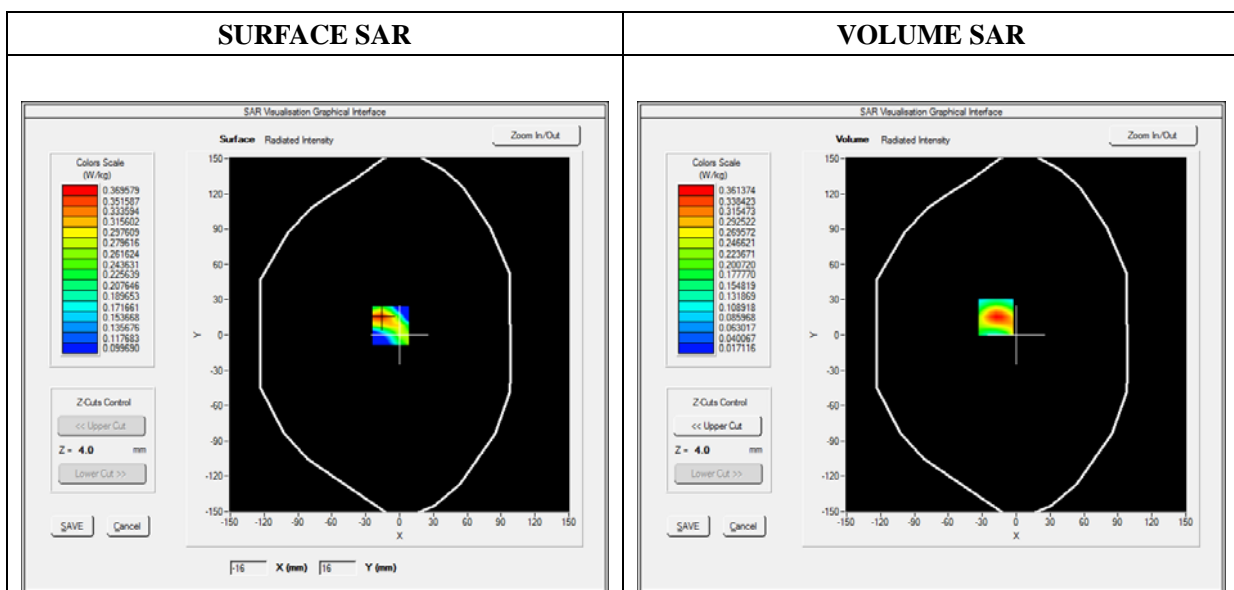 SURFACE SAR
VOLUME SAR
SAR Visualisation Graphical Interface
Surface Radiated Intensity
Zoom In/Out
Colors Scale
(W/kg)
0.369579
0.351587
0.333594
0.315602
0.297609
0.279616
0.261624
0.243631
0.225639
0.207646
0.189653
0.171661
0.153668
0.135676
0.117683
0.099690
150
120
90
60
30
0
-30
-60
-90
-120
-150
Y
-150 -120 -90 -60 -30 0 30 60 90 120 150
X
Z-Cuts Control
<< Upper Cut
Z = 4.0 mm
Lower Cut >>
SAVE Cancel
-16 X (mm) 16 Y (mm)
SAR Visualisation Graphical Interface
Volume Radiated Intensity
Zoom In/Out
Colors Scale
(W/kg)
0.361374
0.338423
0.315473
0.292522
0.269572
0.246621
0.223671
0.200720
0.177770
0.154819
0.131869
0.108918
0.085968
0.063017
0.040067
0.017116
150
120
90
60
30
0
-30
-60
-90
-120
-150
Y
-150 -120 -90 -60 -30 0 30 60 90 120 150
X
Z-Cuts Control
<< Upper Cut
Z = 4.0 mm
Lower Cut >>
SAVE Cancel